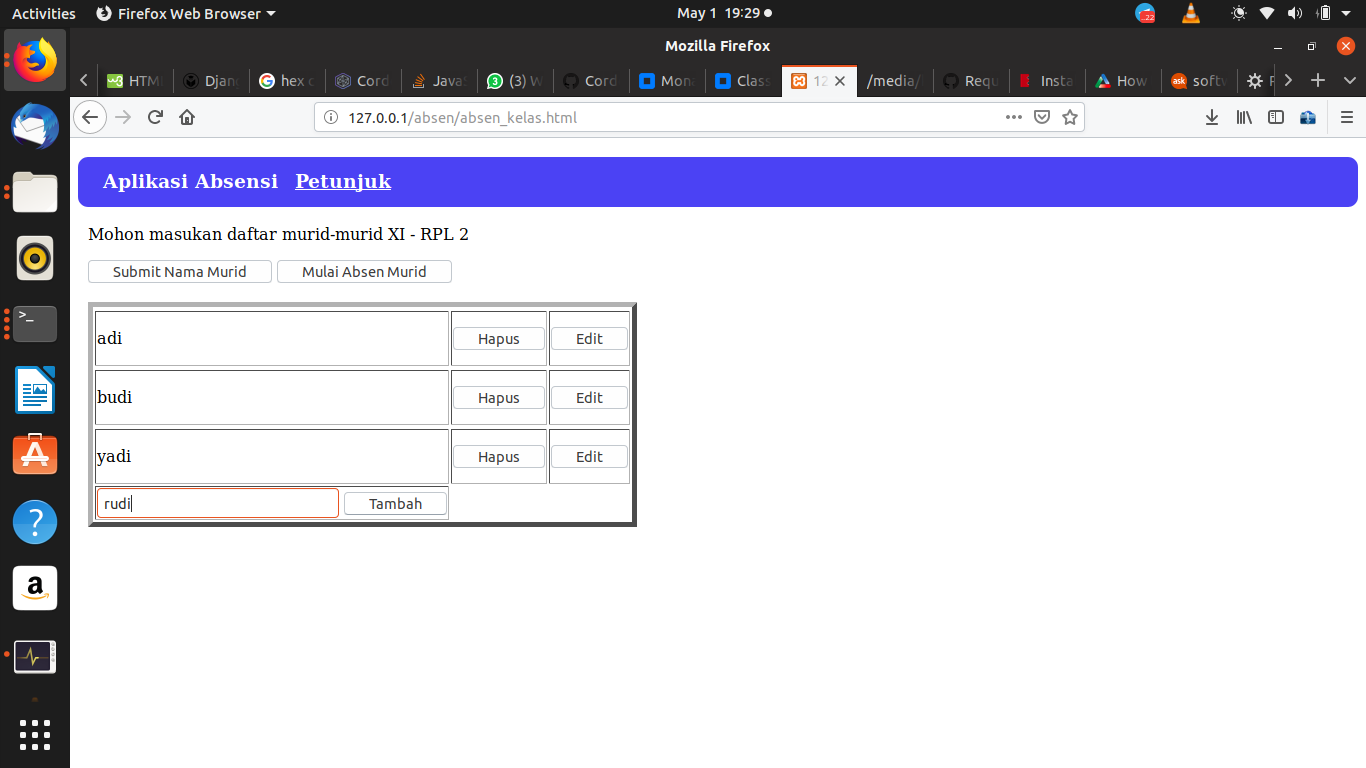 Activities Firefox Web Browser May 1 19:29
22
Mozilla Firefox
HTM Djan hex c Cord Java (3) W Cord Mon Class 12 /media/ Requ Insta How softw
127.0.0.1/absen/absen_kelas.html
Aplikasi Absensi Petunjuk
Mohon masukan daftar murid-murid XI - RPL 2
Submit Nama Murid Mulai Absen Murid
adi Hapus Edit
budi Hapus Edit
yadi Hapus Edit
rudi Tambah